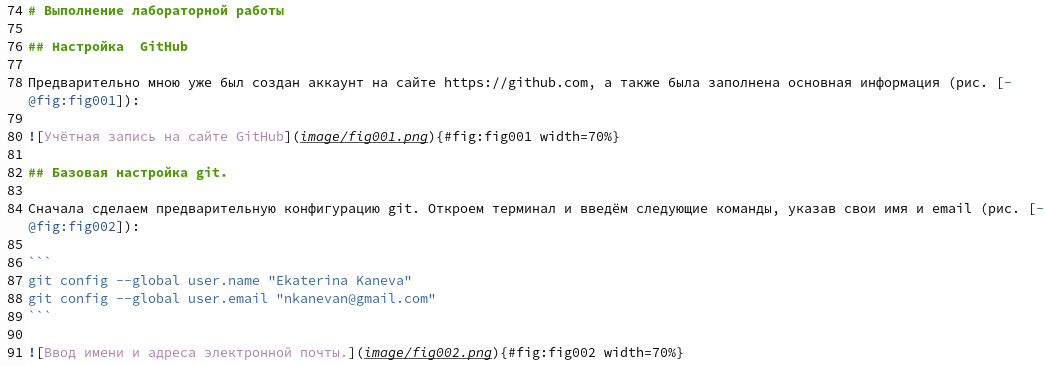 74 # Выполнение лабораторной работы
75
76 ## Настройка  GitHub
77
78 Предварительно мною уже был создан аккаунт на сайте https://github.com, а также была заполнена основная информация (рис. [-
@fig:fig001]):
79
80 ![Учётная запись на сайте GitHub](image/fig001.png){#fig:fig001 width=70%}
81
82 ## Базовая настройка git.
83
84 Сначала сделаем предварительную конфигурацию git. Откроем терминал и введём следующие команды, указав свои имя и email (рис. [-
@fig:fig002]):
85
86 ```
87 git config --global user.name "Ekaterina Kaneva"
88 git config --global user.email "nkanevan@gmail.com"
89 ```
90
91 ![Ввод имени и адреса электронной почты.](image/fig002.png){#fig:fig002 width=70%}